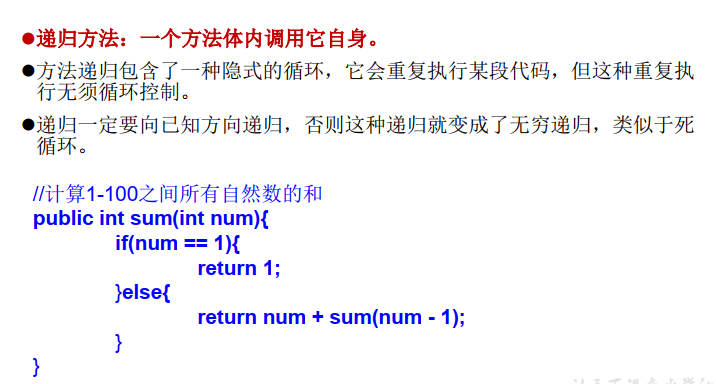 ●递归方法：一个方法体内调用它自身。
●方法递归包含了一种隐式的循环，它会重复执行某段代码，但这种重复执
行无须循环控制。
●递归一定要向已知方向递归，否则这种递归就变成了无穷递归，类似于死
循环。
//计算1-100之间所有自然数的和
public int sum(int num){
if(num == 1){
return 1;
}else{
return num + sum(num - 1);
}
}